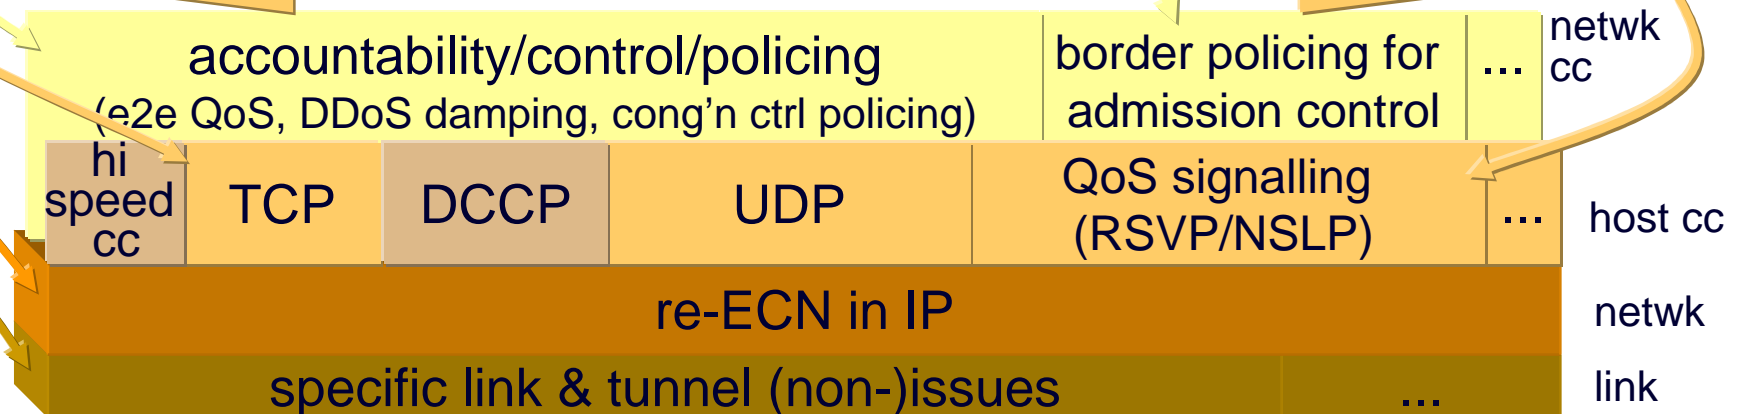 accountability/control/policing
(e2e QoS, DDoS damping, cong'n ctrl policing)
border policing for
admission control
...
netwk
cc
hi
speed
cc
TCP
DCCP
UDP
QoS signalling
(RSVP/NSLP)
...
host cc
re-ECN in IP
netwk
specific link & tunnel (non-)issues
...
link